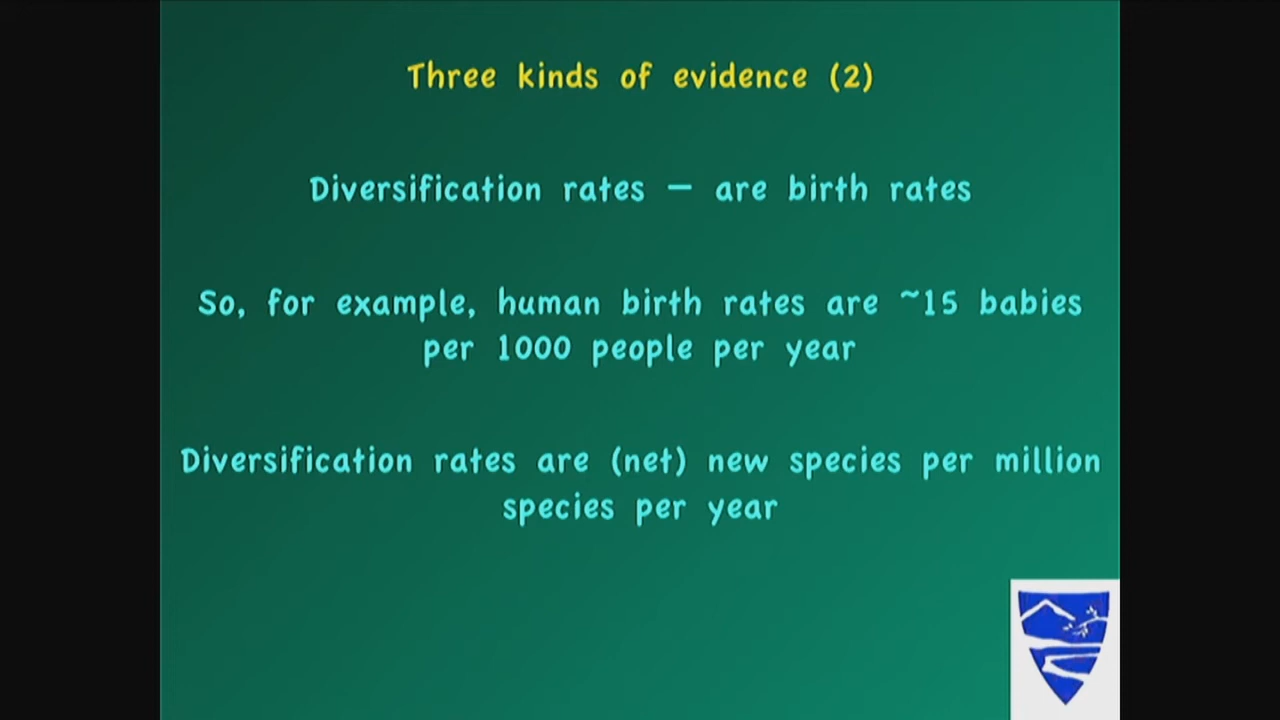 Three kinds of evidence (2)
Diversification rates – are birth rates
So, for example, human birth rates are ~15 babies
per 1000 people per year
Diversification rates are (net) new species per million
species per year